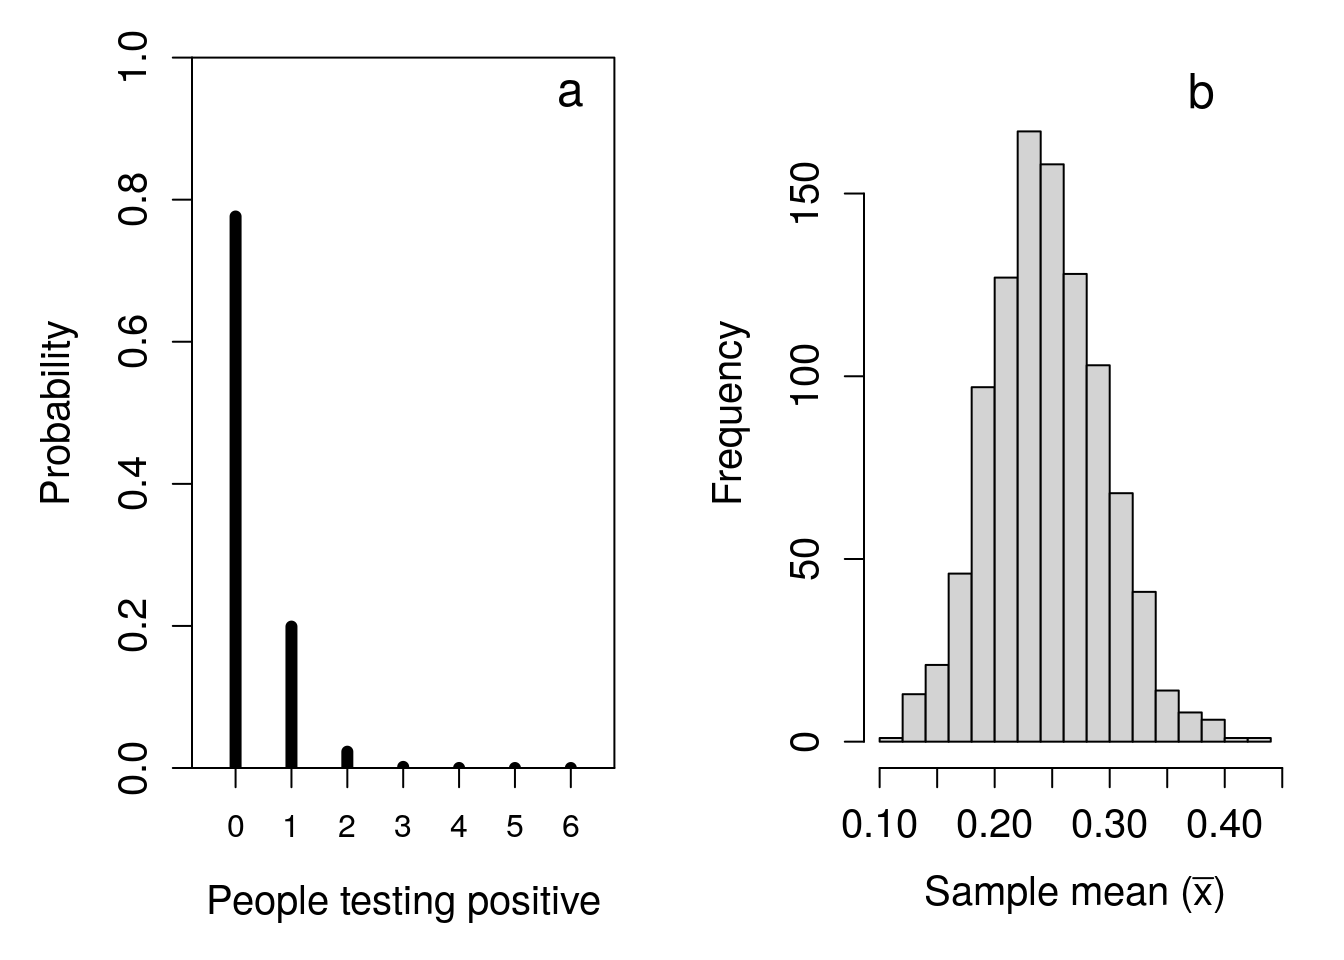 a
1.0
0.8
0.6
0.4
0.2
0.0
Probability
0 1 2 3 4 5 6
People testing positive
b
150
100
50
0
Frequency
0.10 0.20 0.30 0.40
Sample mean (x̅)